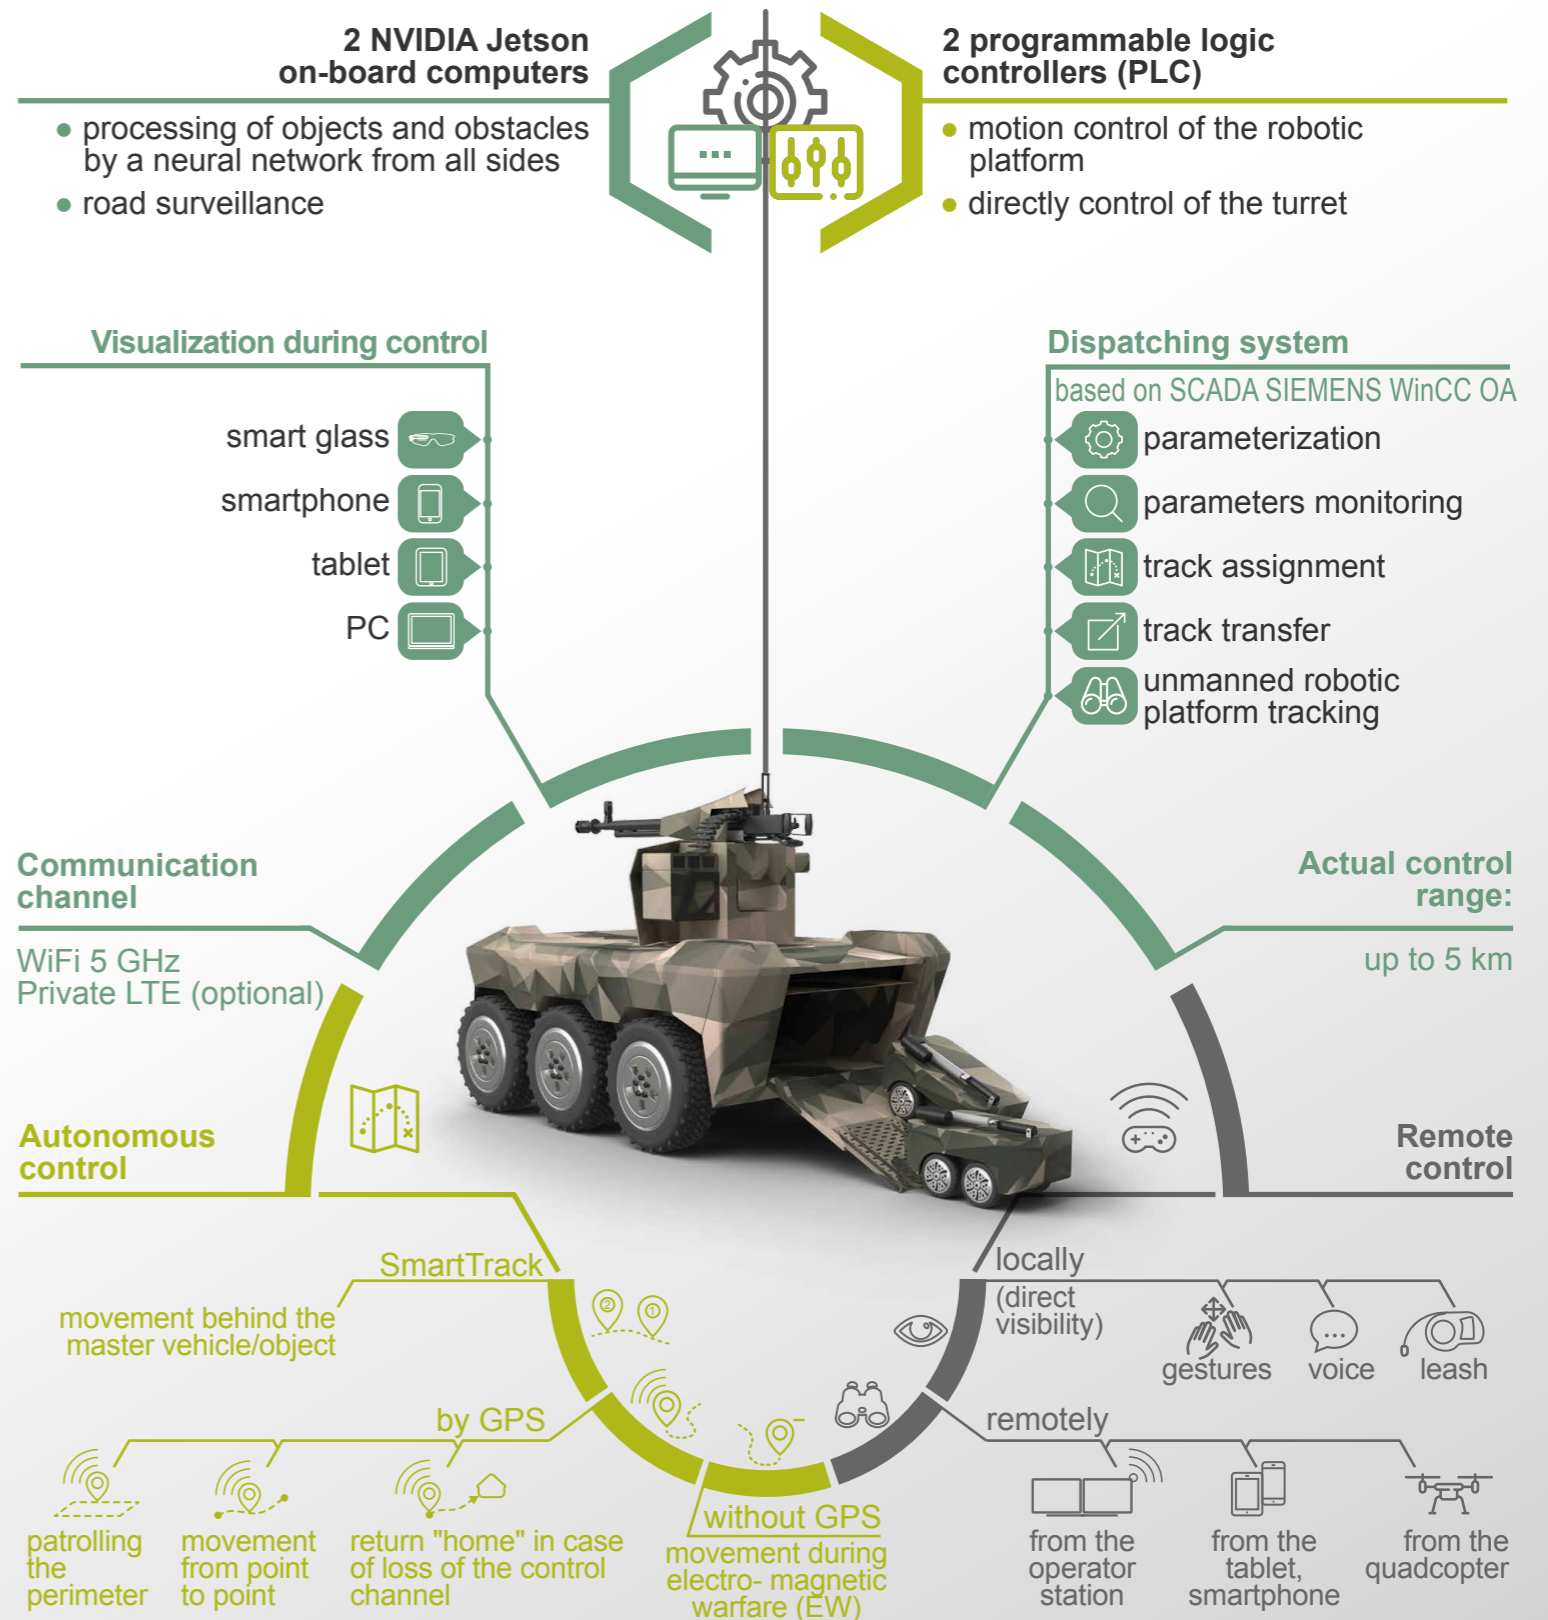 2 NVIDIA Jetson
on-board computers
processing of objects and obstacles
by a neural network from all sides
road surveillance
2 programmable logic
controllers (PLC)
motion control of the robotic
platform
directly control of the turret
Visualization during control
smart glass
smartphone
tablet
PC
Dispatching system
based on SCADA SIEMENS WinCC OA
parameterization
parameters monitoring
track assignment
track transfer
unmanned robotic
platform tracking
Communication
channel
WiFi 5 GHz
Private LTE (optional)
Actual control
range:
up to 5 km
Autonomous
control
Remote
control
SmartTrack
movement behind the
master vehicle/object
2
1
by GPS
patrolling
the
perimeter
movement
from point
to point
return "home" in case
of loss of the control
channel
without GPS
movement during
electro- magnetic
warfare (EW)
locally
(direct
visibility)
gestures
voice
leash
remotely
from the
operator
station
from the
tablet,
smartphone
from the
quadcopter